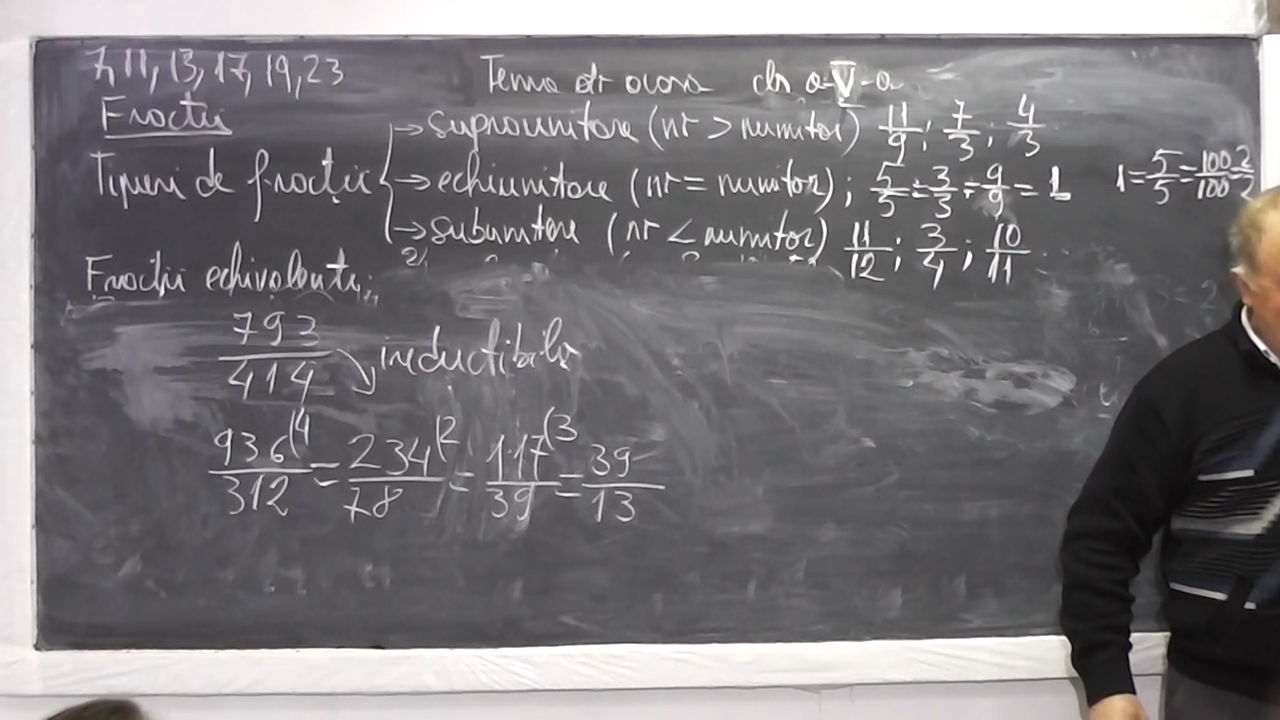 7, 11, 13, 17, 19, 23
Tema de acasa cls a-V-a
Fractii
Tipuri de fractii
→ supraunitare (nr > numitor) 11/9; 7/3; 4/3
→ echiunitare (nr = numitor); 5/5 = 3/3 = 9/9 = 1
1 = 5/5 = 100/100 = 2/2
→ subunitare (nr < numitor) 11/12; 3/4; 10/11
Fractii echivalente
793/414 ireductibila
936/312 (4 = 234/78 (2 = 117/39 (3 = 39/13